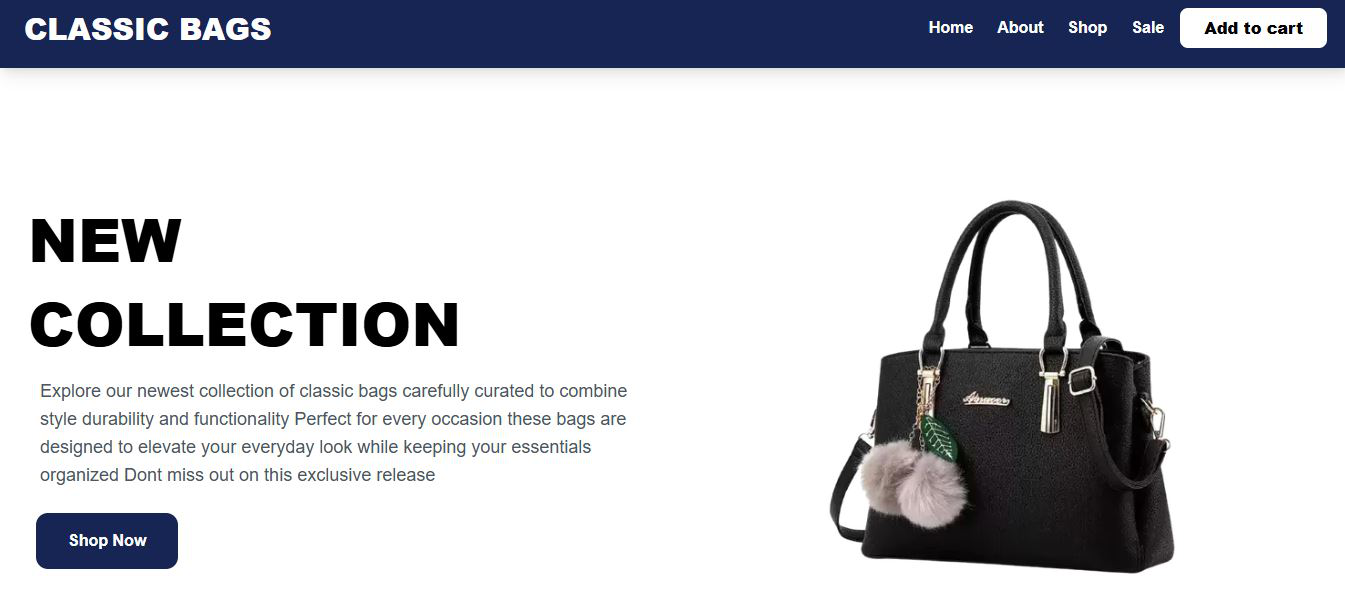 CLASSIC BAGS
Home About Shop Sale Add to cart
NEW
COLLECTION
Explore our newest collection of classic bags carefully curated to combine
style durability and functionality Perfect for every occasion these bags are
designed to elevate your everyday look while keeping your essentials
organized Dont miss out on this exclusive release
Shop Now